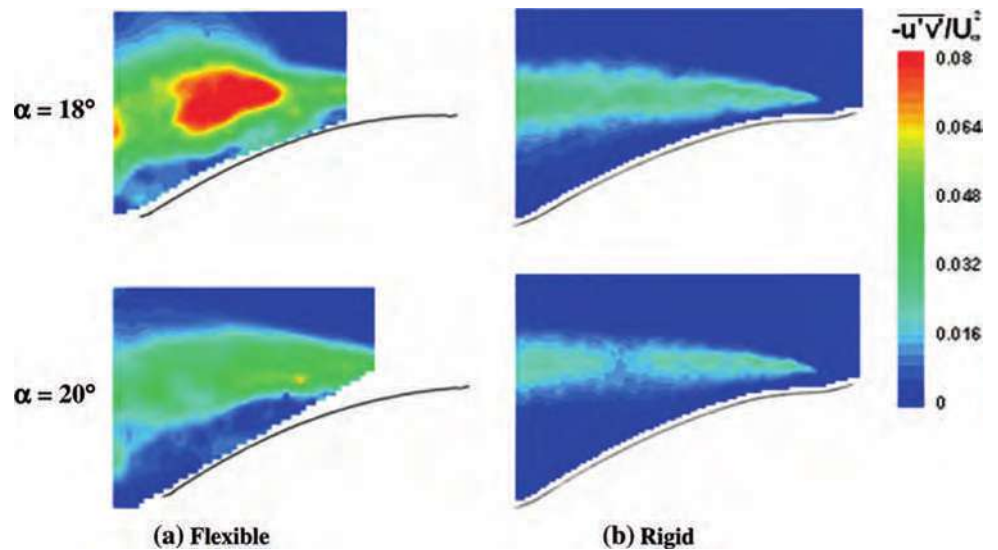 -u'v'/U∞²
0.08
α = 18°
0.064
0.048
0.032
0.016
α = 20°
0
(a) Flexible
(b) Rigid